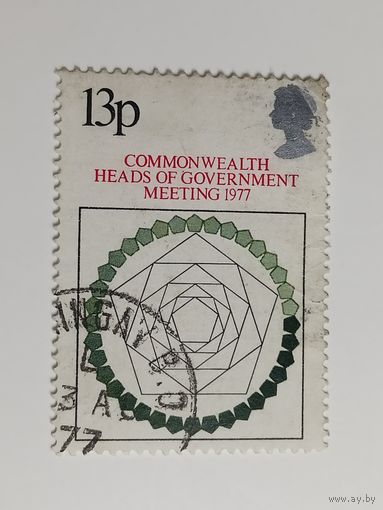 13p
COMMONWEALTH
HEADS OF GOVERNMENT
MEETING 1977
77
www.ay.by